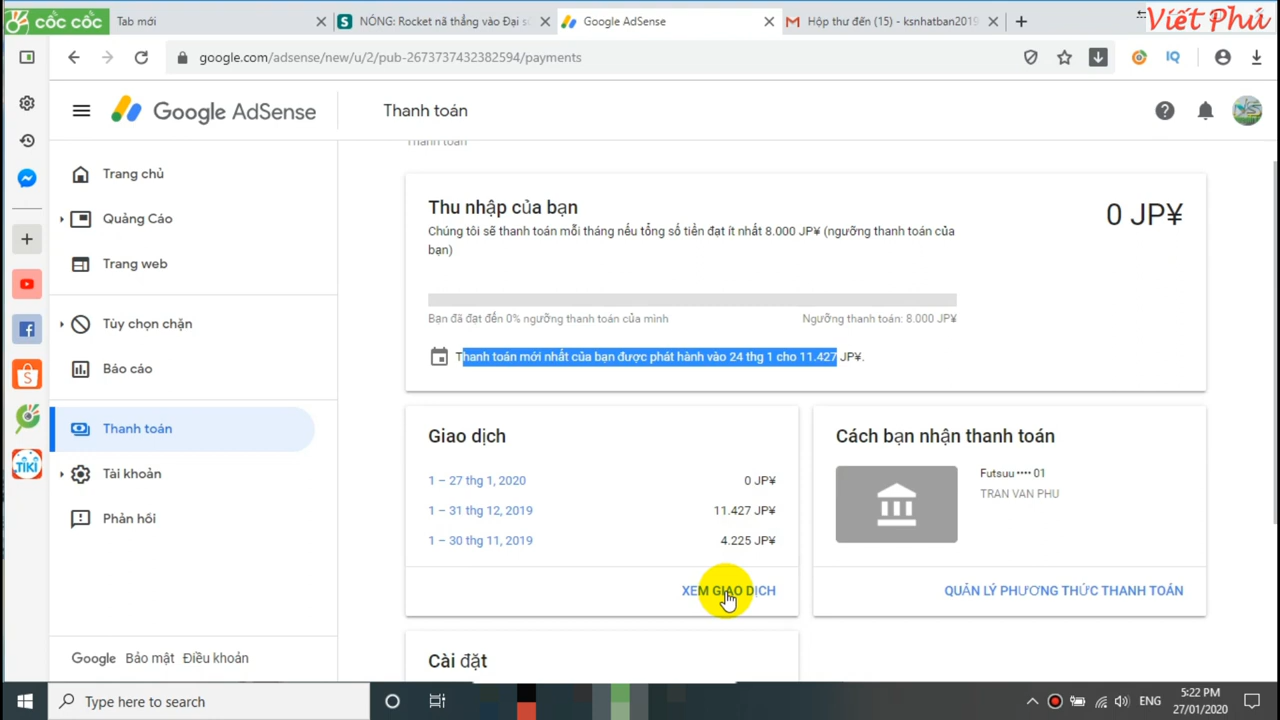 cốc cốc
Tab mới
NÓNG: Rocket nã thẳng vào Đại s
Google AdSense
Hộp thư đến (15) - ksnhatban2019
Viết Phú
google.com/adsense/new/u/2/pub-2673737432382594/payments
IQ
Google AdSense
Thanh toán
Thanh toán
Trang chủ
Quảng Cáo
Trang web
Tùy chọn chặn
Báo cáo
Thanh toán
Tài khoản
Phản hồi
Google Bảo mật Điều khoản
TIKI
Thu nhập của bạn
0 JP¥
Chúng tôi sẽ thanh toán mỗi tháng nếu tổng số tiền đạt ít nhất 8.000 JP¥ (ngưỡng thanh toán của
bạn)
Bạn đã đạt đến 0% ngưỡng thanh toán của mình
Ngưỡng thanh toán: 8.000 JP¥
Thanh toán mới nhất của bạn được phát hành vào 24 thg 1 cho 11.427 JP¥.
Giao dịch
1 – 27 thg 1, 2020 0 JP¥
1 – 31 thg 12, 2019 11.427 JP¥
1 – 30 thg 11, 2019 4.225 JP¥
XEM GIAO DỊCH
Cách bạn nhận thanh toán
Futsuu •••• 01
TRAN VAN PHU
QUẢN LÝ PHƯƠNG THỨC THANH TOÁN
Cài đặt
Type here to search
ENG
5:22 PM
27/01/2020